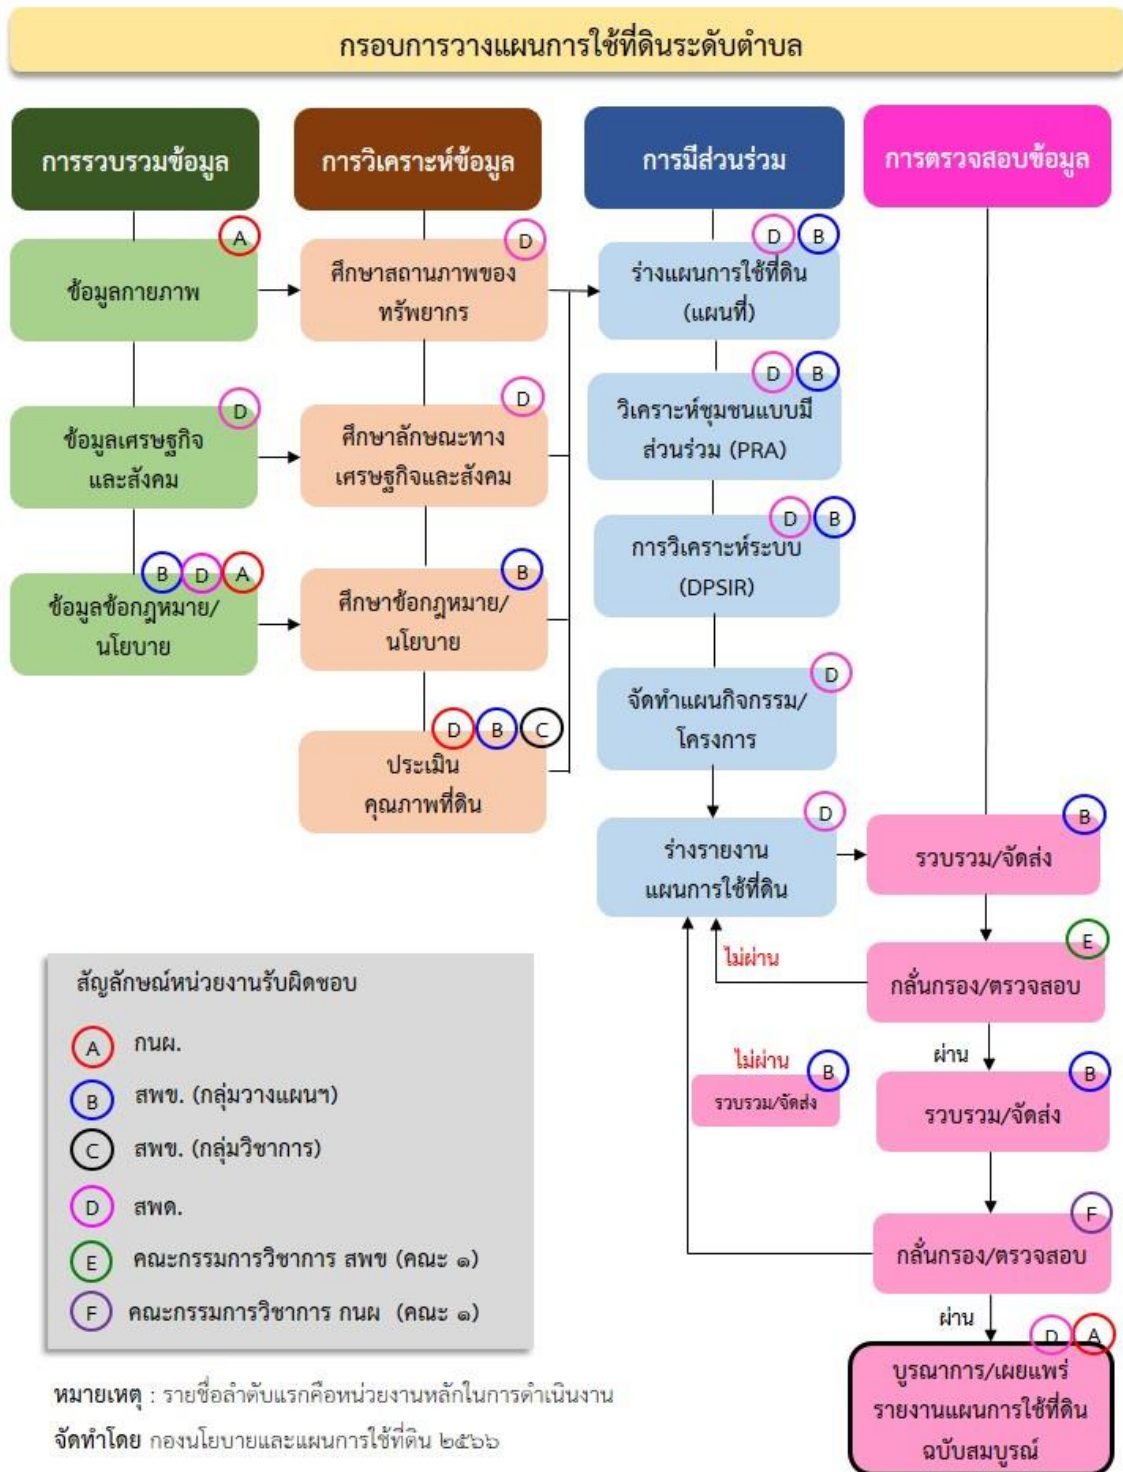 กรอบการวางแผนการใช้ที่ดินระดับตำบล
การรวบรวมข้อมูล
A
ข้อมูลกายภาพ
D
ข้อมูลเศรษฐกิจ
และสังคม
B D A
ข้อมูลข้อกฎหมาย/
นโยบาย
การวิเคราะห์ข้อมูล
D
ศึกษาสถานภาพของ
ทรัพยากร
D
ศึกษาลักษณะทาง
เศรษฐกิจและสังคม
B
ศึกษาข้อกฎหมาย/
นโยบาย
D B C
ประเมิน
คุณภาพที่ดิน
การมีส่วนร่วม
D B
ร่างแผนการใช้ที่ดิน
(แผนที่)
D B
วิเคราะห์ชุมชนแบบมี
ส่วนร่วม (PRA)
D B
การวิเคราะห์ระบบ
(DPSIR)
D
จัดทำแผนกิจกรรม/
โครงการ
D
ร่างรายงาน
แผนการใช้ที่ดิน
ไม่ผ่าน
ไม่ผ่าน
B
รวบรวม/จัดส่ง
การตรวจสอบข้อมูล
B
รวบรวม/จัดส่ง
E
กลั่นกรอง/ตรวจสอบ
ผ่าน
B
รวบรวม/จัดส่ง
F
กลั่นกรอง/ตรวจสอบ
ผ่าน
D A
บูรณาการ/เผยแพร่
รายงานแผนการใช้ที่ดิน
ฉบับสมบูรณ์
สัญลักษณ์หน่วยงานรับผิดชอบ
A กนผ.
B สพข. (กลุ่มวางแผนฯ)
C สพข. (กลุ่มวิชาการ)
D สพด.
E คณะกรรมการวิชาการ สพข (คณะ ๑)
F คณะกรรมการวิชาการ กนผ (คณะ ๑)
หมายเหตุ : รายชื่อลำดับแรกคือหน่วยงานหลักในการดำเนินงาน
จัดทำโดย กองนโยบายและแผนการใช้ที่ดิน ๒๕๖๖